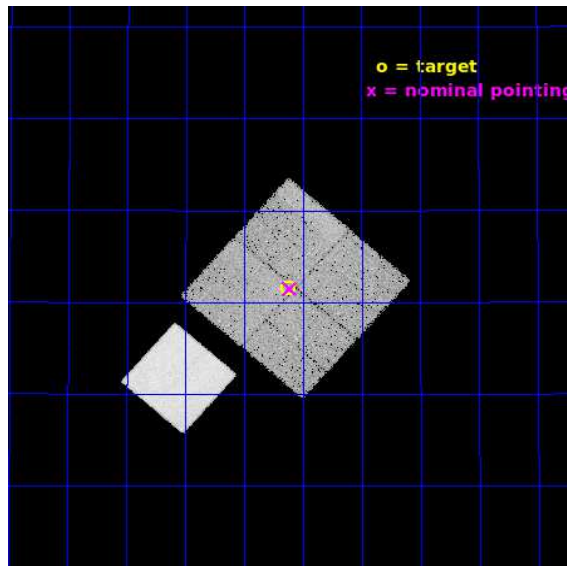 o = target
x = nominal pointing